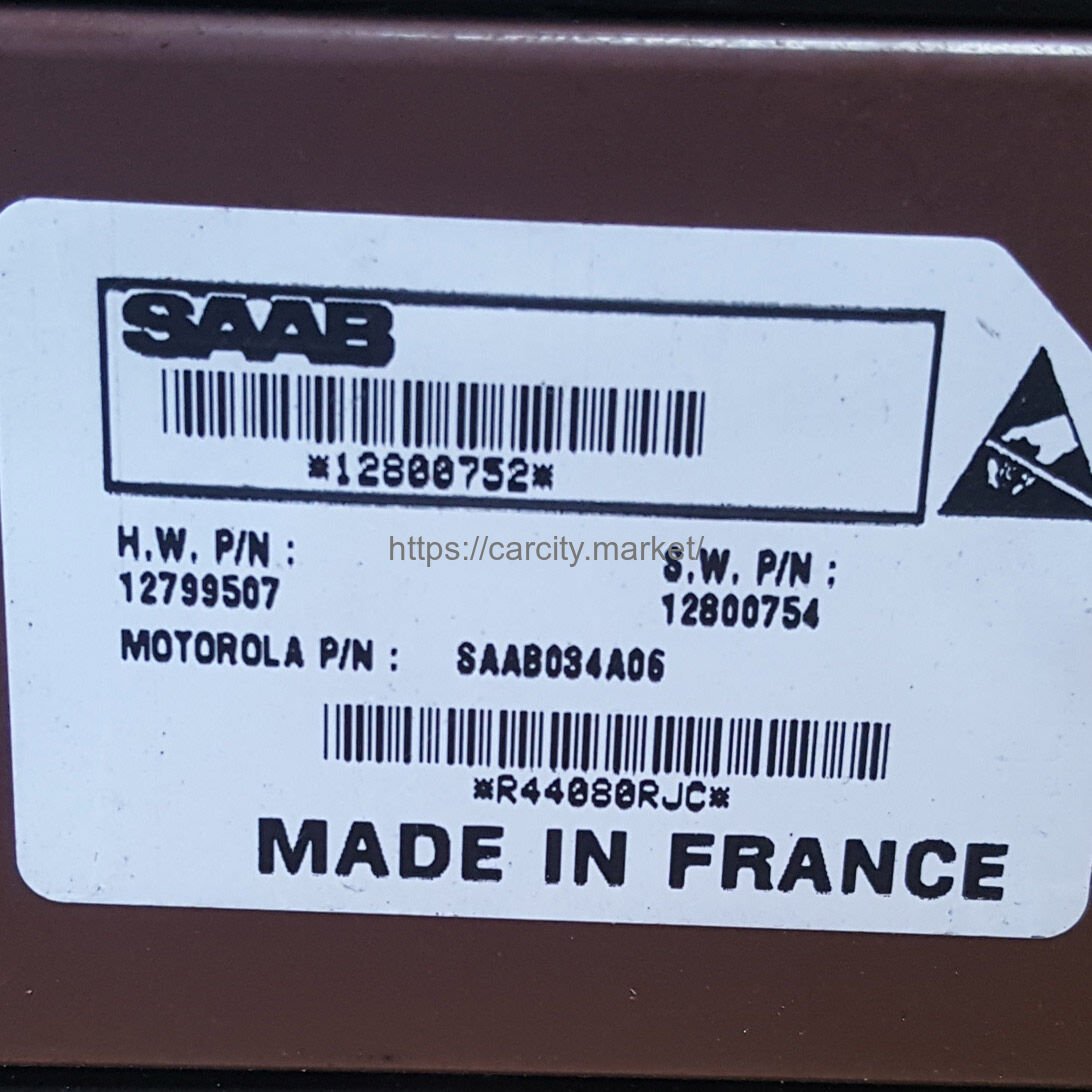 SAAB
*12800752*
H.W. P/N :
12799507
S.W. P/N :
12800754
https://carcity.market/
MOTOROLA P/N : SAAB034A06
*R44080RJC*
MADE IN FRANCE